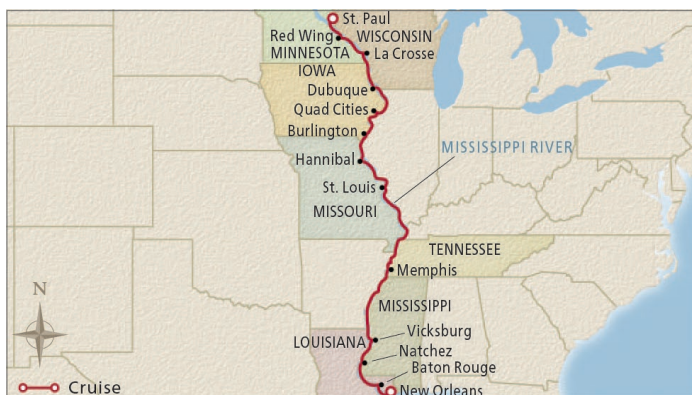 St. Paul
Red Wing
WISCONSIN
MINNESOTA
La Crosse
IOWA
Dubuque
Quad Cities
Burlington
MISSISSIPPI RIVER
Hannibal
St. Louis
MISSOURI
TENNESSEE
Memphis
N
MISSISSIPPI
Vicksburg
LOUISIANA
Natchez
Baton Rouge
Cruise
New Orleans